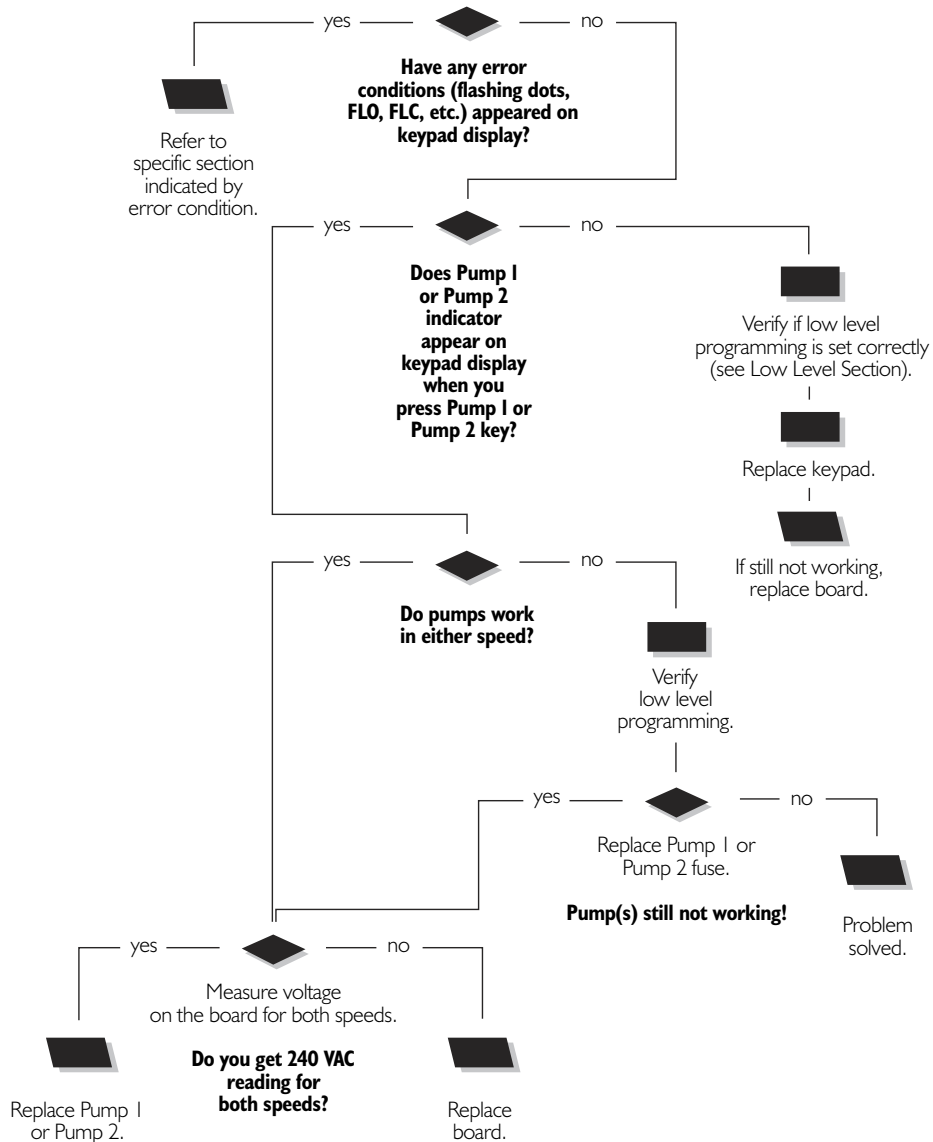 yes
no
Have any error
conditions (flashing dots,
FLO, FLC, etc.) appeared on
keypad display?
Refer to
specific section
indicated by
error condition.
yes
no
Does Pump 1
or Pump 2
indicator
appear on
keypad display
when you
press Pump 1 or
Pump 2 key?
Verify if low level
programming is set correctly
(see Low Level Section).
Replace keypad.
If still not working,
replace board.
yes
no
Do pumps work
in either speed?
Verify
low level
programming.
yes
no
Replace Pump 1 or
Pump 2 fuse.
Pump(s) still not working!
Problem
solved.
yes
no
Measure voltage
on the board for both speeds.
Do you get 240 VAC
reading for
both speeds?
Replace Pump 1
or Pump 2.
Replace
board.